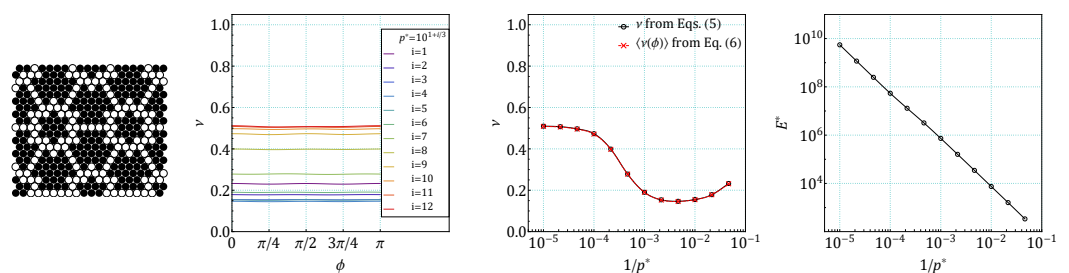 1.0
0.8
0.6
0.4
0.2
0.0
ν
0
π/4
π/2
3π/4
π
ϕ
p*=10^{1+i/3}
i=1
i=2
i=3
i=4
i=5
i=6
i=7
i=8
i=9
i=10
i=11
i=12
1.0
0.8
0.6
0.4
0.2
0.0
ν
ν from Eqs. (5)
⟨ν(ϕ)⟩ from Eq. (6)
10^{-5}
10^{-4}
10^{-3}
10^{-2}
10^{-1}
1/p*
10^{10}
10^{8}
10^{6}
10^{4}
E*
10^{-5}
10^{-4}
10^{-3}
10^{-2}
10^{-1}
1/p*